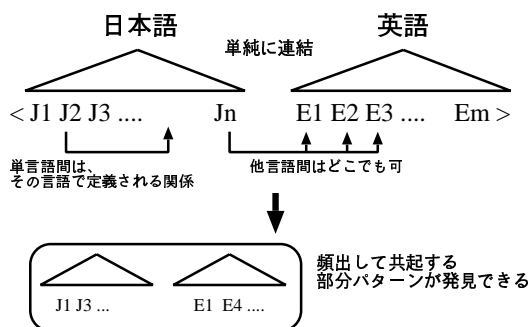 日本語
英語
単純に連結
< J1 J2 J3 .... Jn E1 E2 E3 .... Em >
単言語間は、
その言語で定義される関係
他言語間はどこでも可
頻出して共起する
部分パターンが発見できる
J1 J3 ... E1 E4 ....